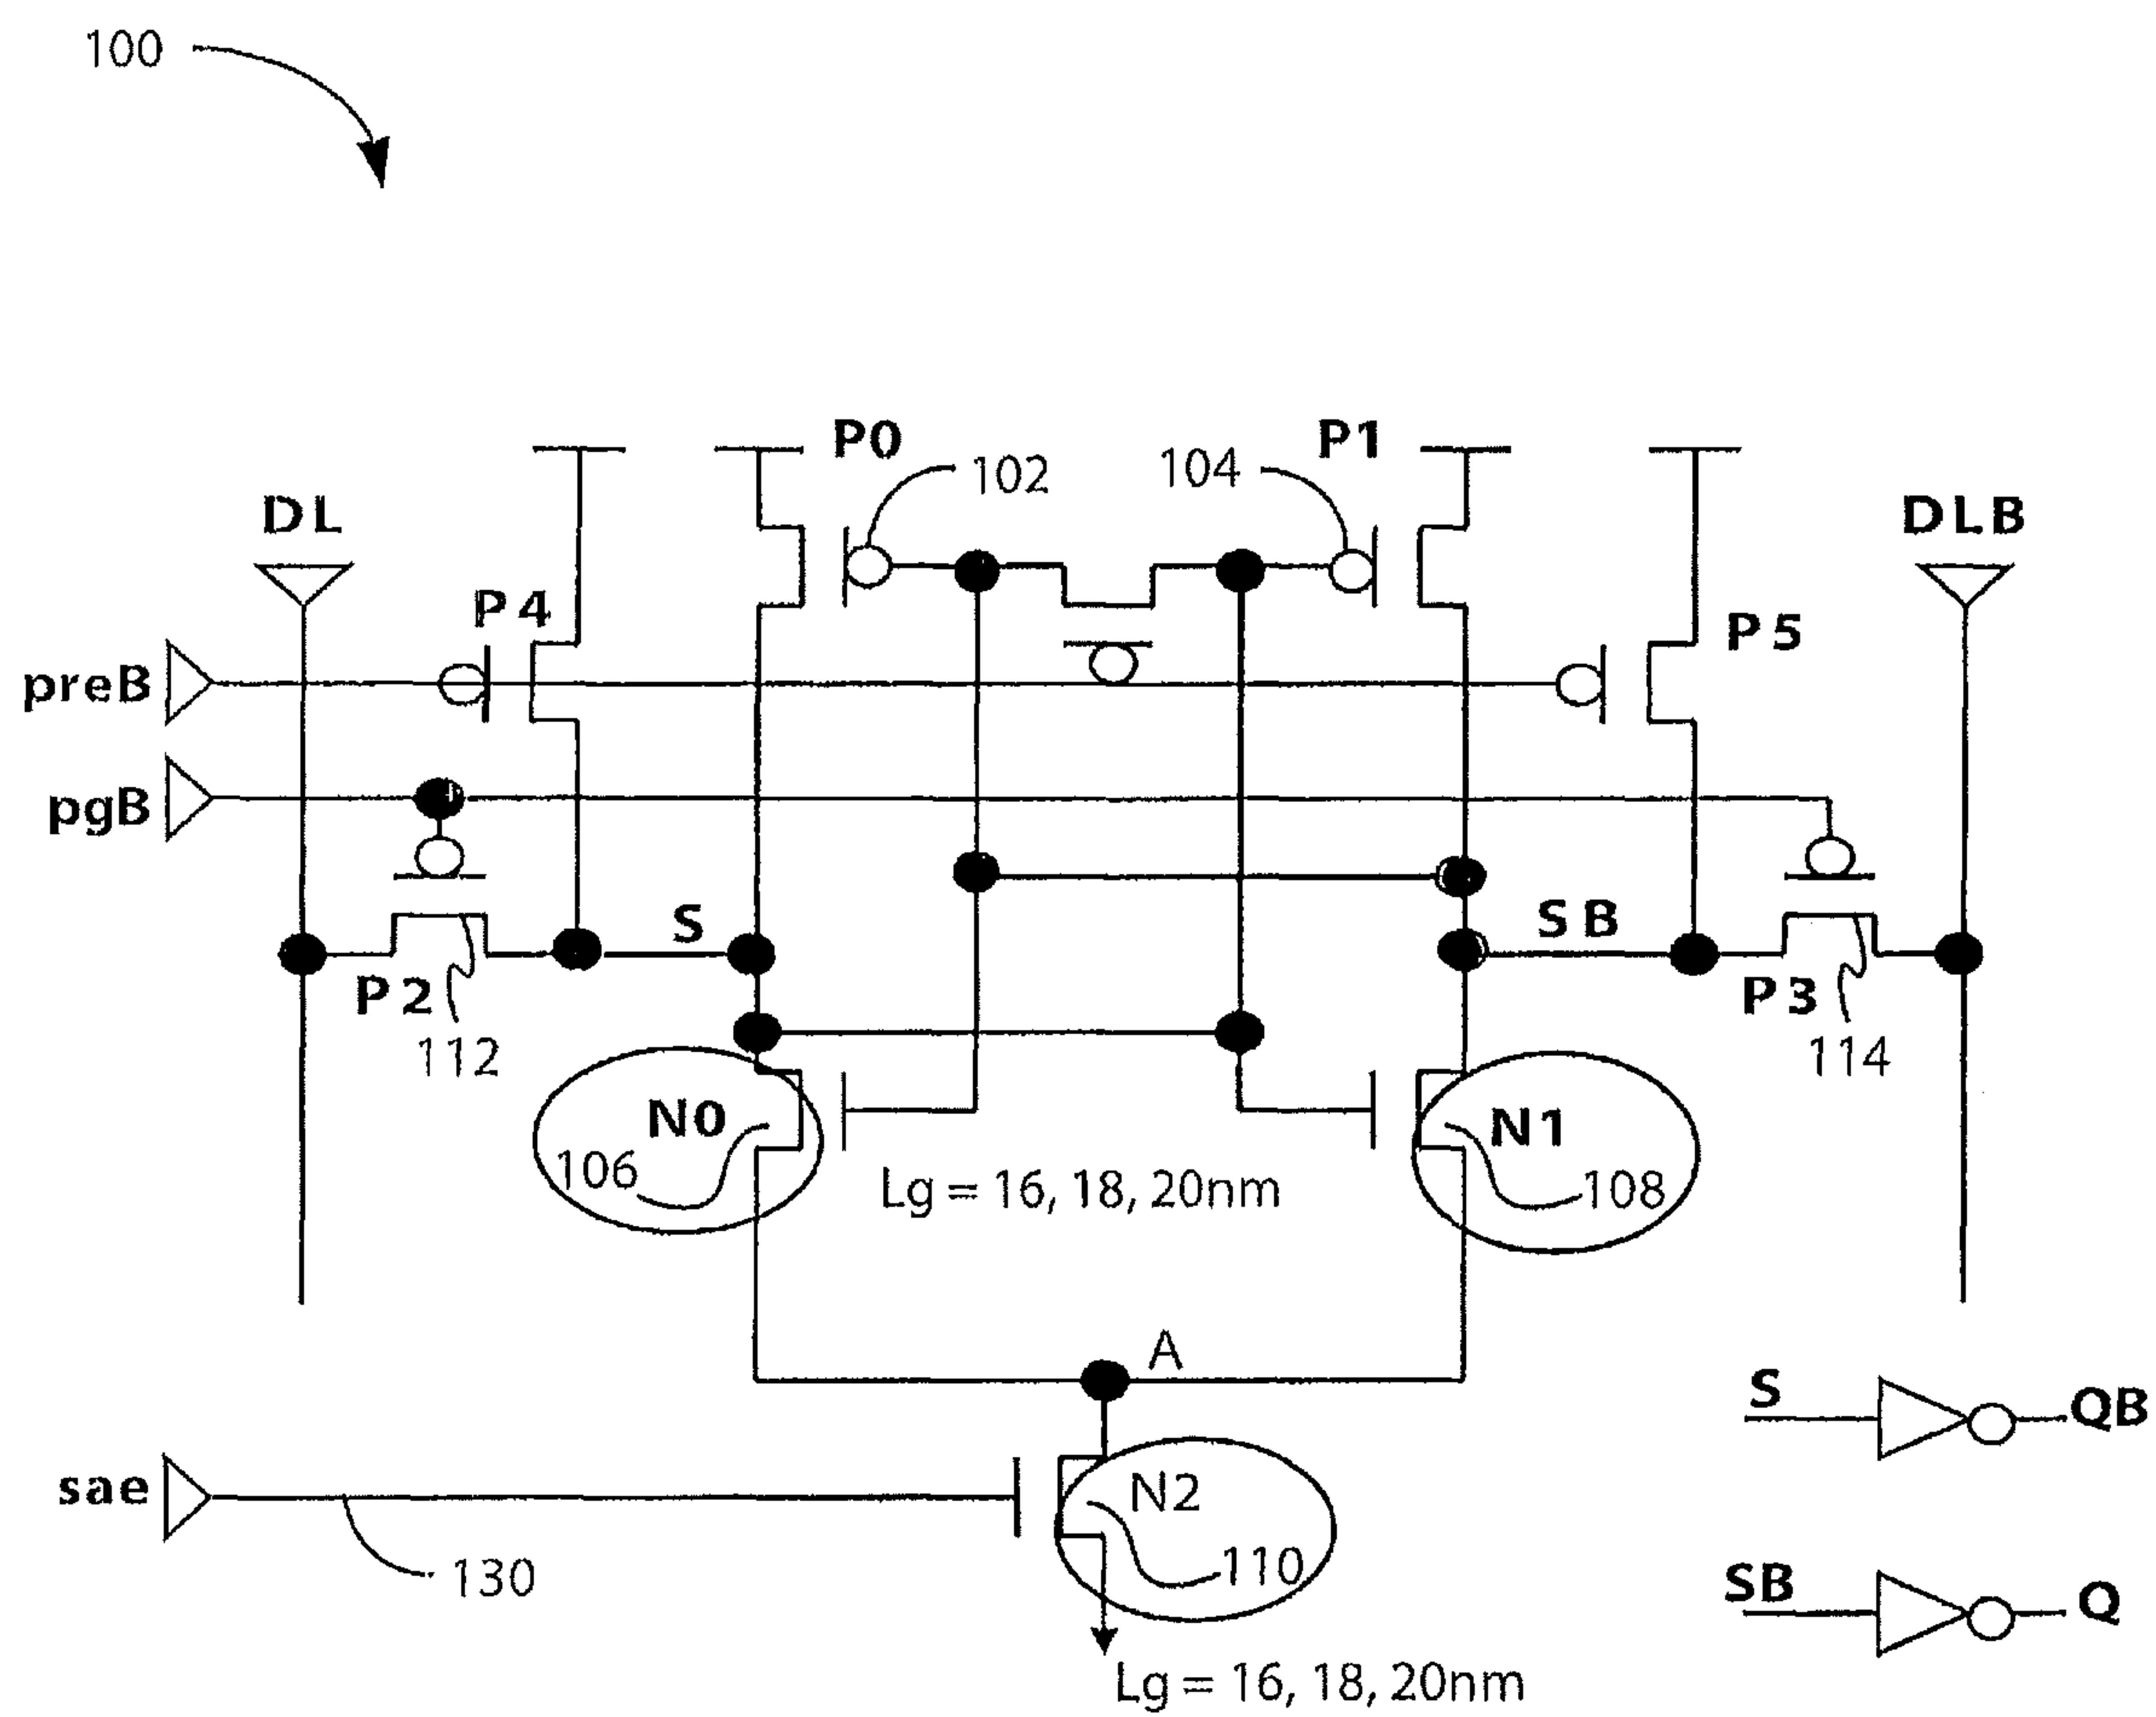 100
P0
P1
102
104
DL
DLB
P4
P5
preB
pgB
S
SB
P2
P3
112
114
N0
N1
106
108
Lg = 16, 18, 20nm
A
S
QB
sae
N2
110
130
SB
Q
Lg = 16, 18, 20nm